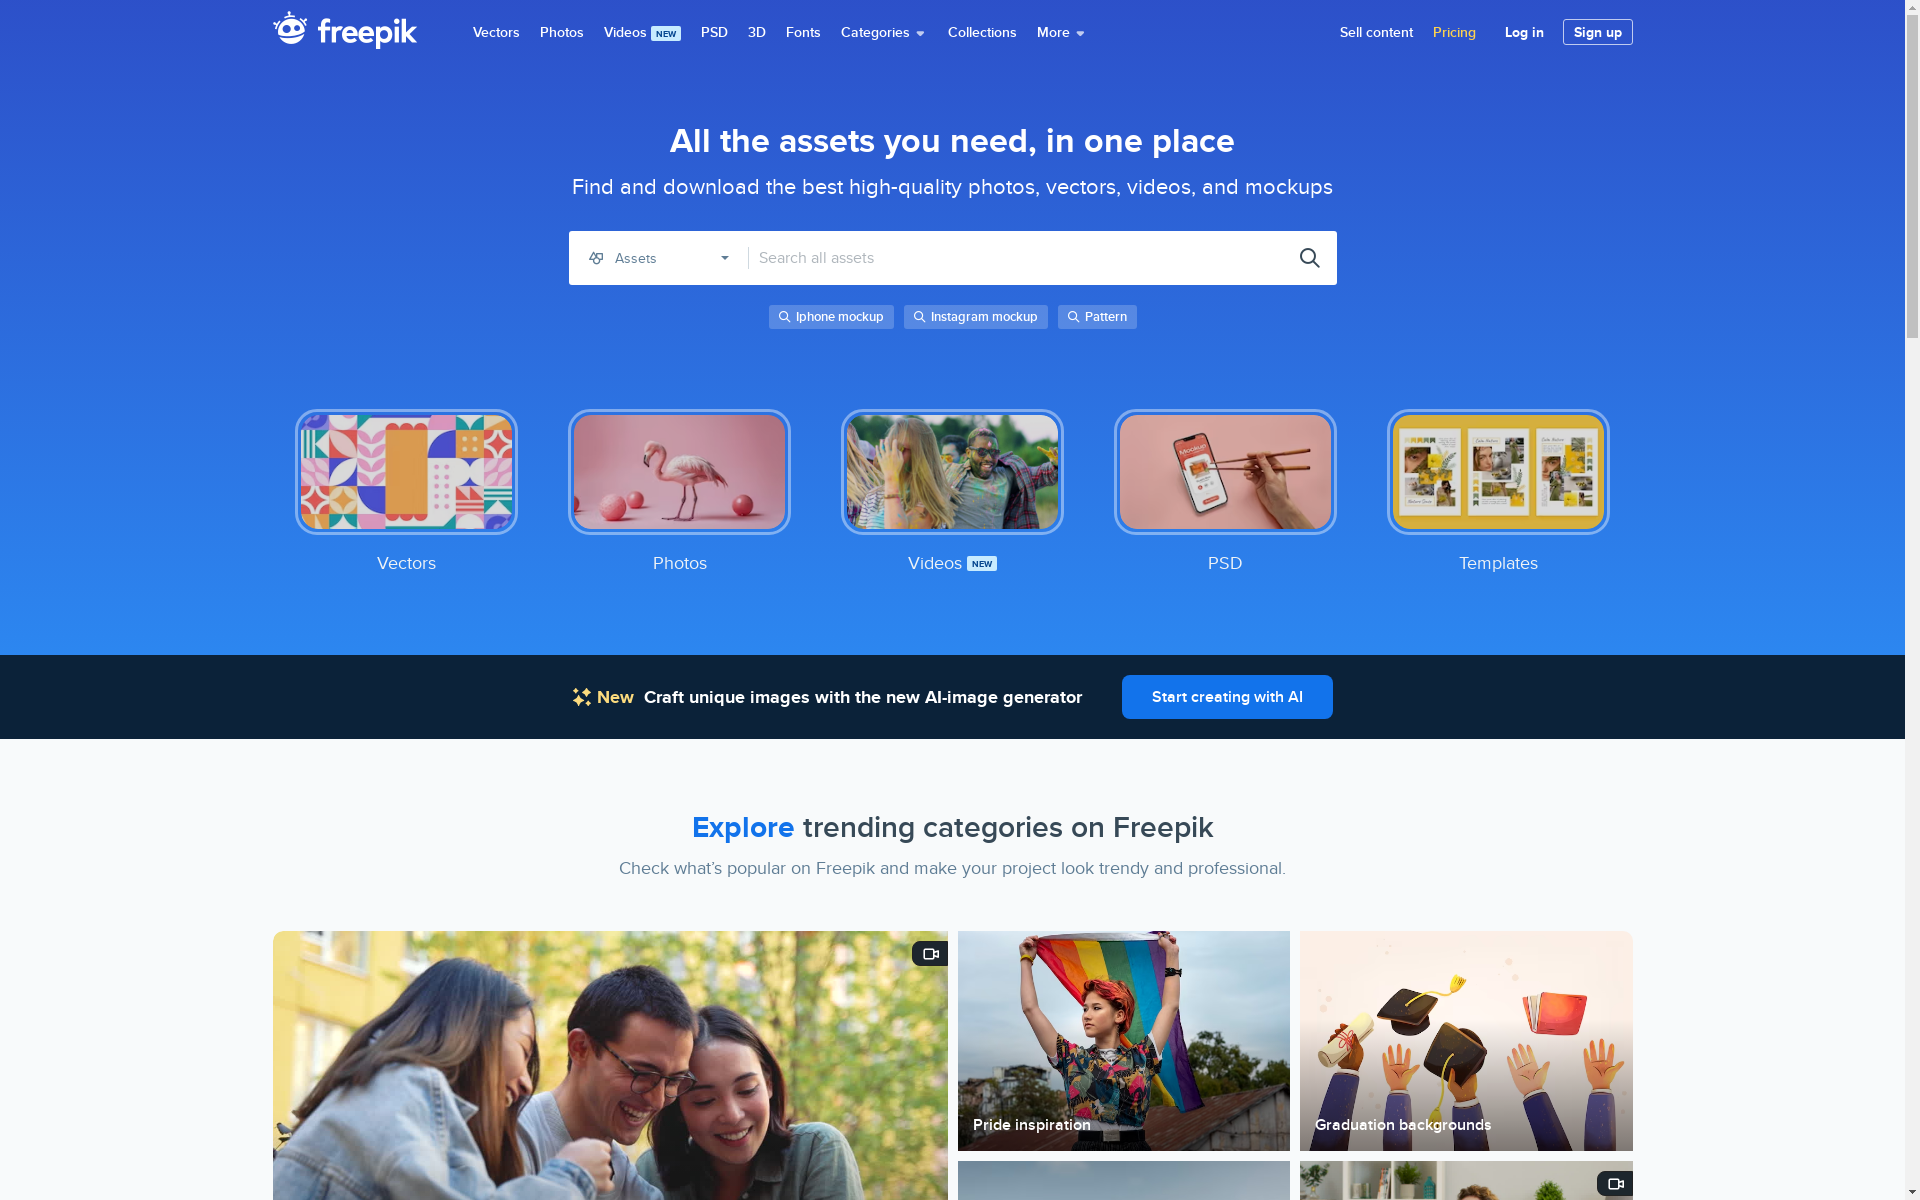 freepik
Vectors Photos Videos NEW PSD 3D Fonts Categories Collections More Sell content Pricing Log in Sign up
All the assets you need, in one place
Find and download the best high-quality photos, vectors, videos, and mockups
Assets Search all assets
Iphone mockup Instagram mockup Pattern
Mockup
Vectors Photos Videos NEW PSD Templates
New Craft unique images with the new AI-image generator Start creating with AI
Explore trending categories on Freepik
Check what’s popular on Freepik and make your project look trendy and professional.
Pride inspiration Graduation backgrounds